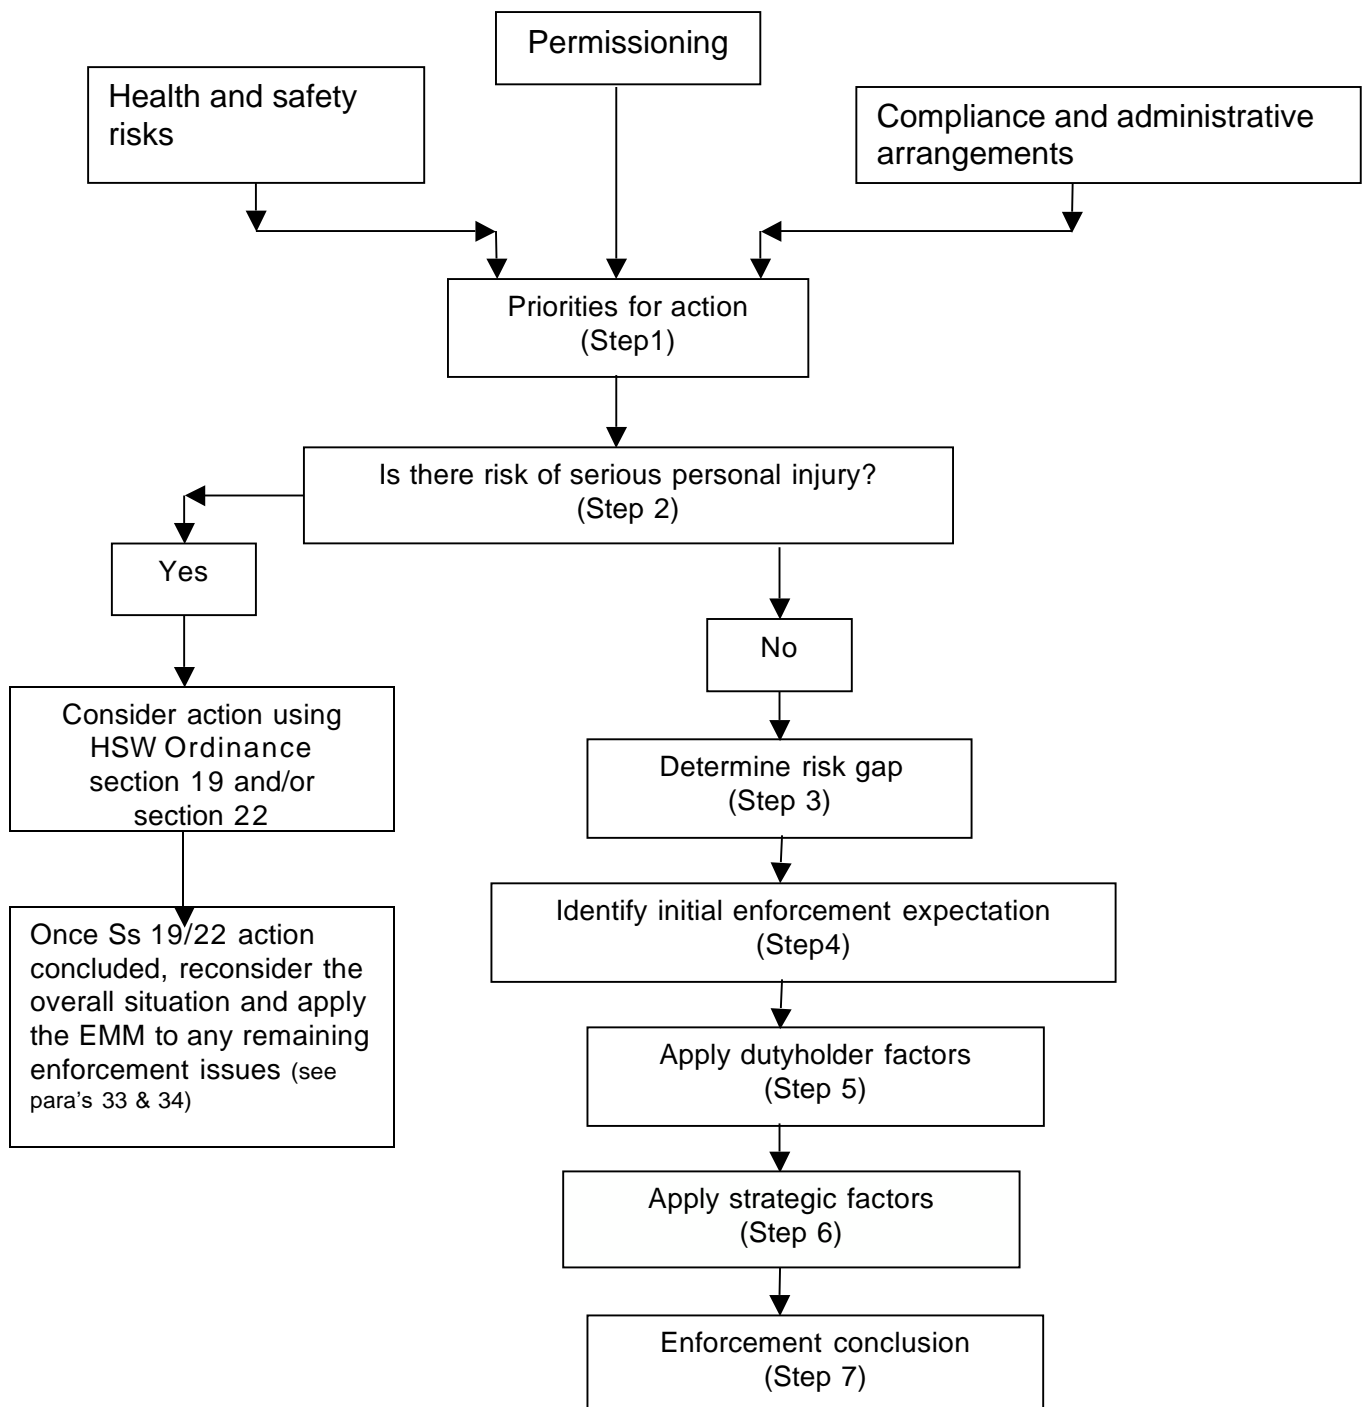 Permissioning
Health and safety
risks
Compliance and administrative
arrangements
Priorities for action
(Step1)
Is there risk of serious personal injury?
(Step 2)
Yes
No
Consider action using
HSW Ordinance
section 19 and/or
section 22
Determine risk gap
(Step 3)
Identify initial enforcement expectation
(Step4)
Once Ss 19/22 action
concluded, reconsider the
overall situation and apply
the EMM to any remaining
enforcement issues (see
para's 33 & 34)
Apply dutyholder factors
(Step 5)
Apply strategic factors
(Step 6)
Enforcement conclusion
(Step 7)